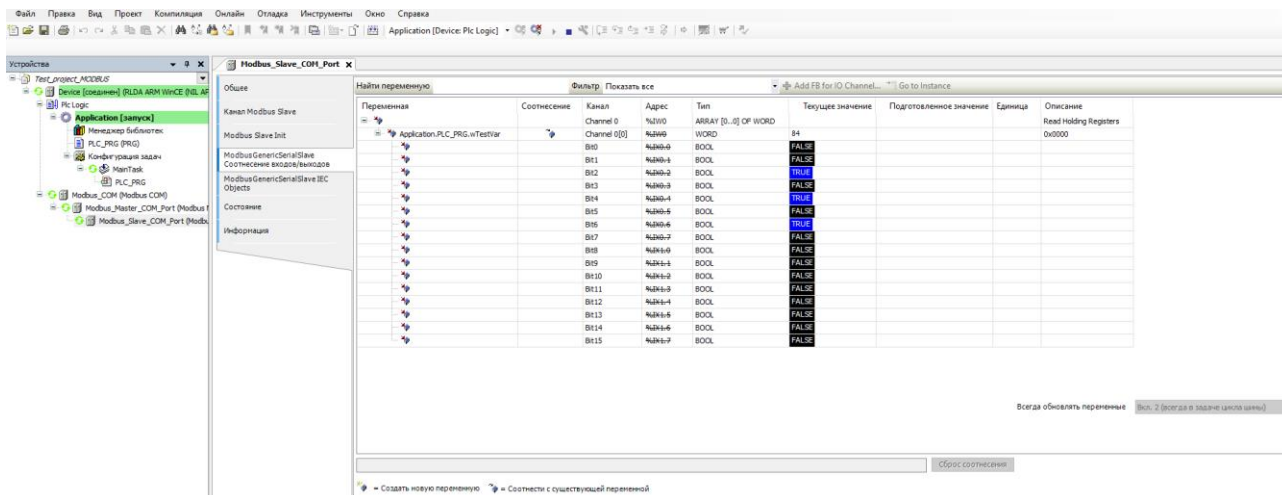 Файл Правка Вид Проект Компиляция Онлайн Отладка Инструменты Окно Справка
Application [Device: Plc Logic]
Устройства
Test_project_MODBUS
Device [соединен] (RLDA ARM WinCE (NIL AF
Plc Logic
Application [запуск]
Менеджер библиотек
PLC_PRG (PRG)
Конфигурация задач
MainTask
PLC_PRG
Modbus_COM (Modbus COM)
Modbus_Master_COM_Port (Modbus
Modbus_Slave_COM_Port (Modbu
Modbus_Slave_COM_Port
Общее
Канал Modbus Slave
Modbus Slave Init
ModbusGenericSerialSlave
Соотнесение входов/выходов
ModbusGenericSerialSlave IEC
Objects
Состояние
Информация
Найти переменную Фильтр Показать все Add FB for IO Channel... Go to Instance
Переменная Соотнесение Канал Адрес Тип Текущее значение Подготовленное значение Единица Описание
Channel 0 %IW0 ARRAY [0..0] OF WORD Read Holding Registers
Application.PLC_PRG.wTestVar Channel 0[0] %IW0 WORD 84 0x0000
Bit0 %IX0.0 BOOL FALSE
Bit1 %IX0.1 BOOL FALSE
Bit2 %IX0.2 BOOL TRUE
Bit3 %IX0.3 BOOL FALSE
Bit4 %IX0.4 BOOL TRUE
Bit5 %IX0.5 BOOL FALSE
Bit6 %IX0.6 BOOL TRUE
Bit7 %IX0.7 BOOL FALSE
Bit8 %IX1.0 BOOL FALSE
Bit9 %IX1.1 BOOL FALSE
Bit10 %IX1.2 BOOL FALSE
Bit11 %IX1.3 BOOL FALSE
Bit12 %IX1.4 BOOL FALSE
Bit13 %IX1.5 BOOL FALSE
Bit14 %IX1.6 BOOL FALSE
Bit15 %IX1.7 BOOL FALSE
Всегда обновлять переменные Вкл. 2 (всегда в задаче цикла шины)
Сброс соотнесения
= Создать новую переменную = Соотнести с существующей переменной